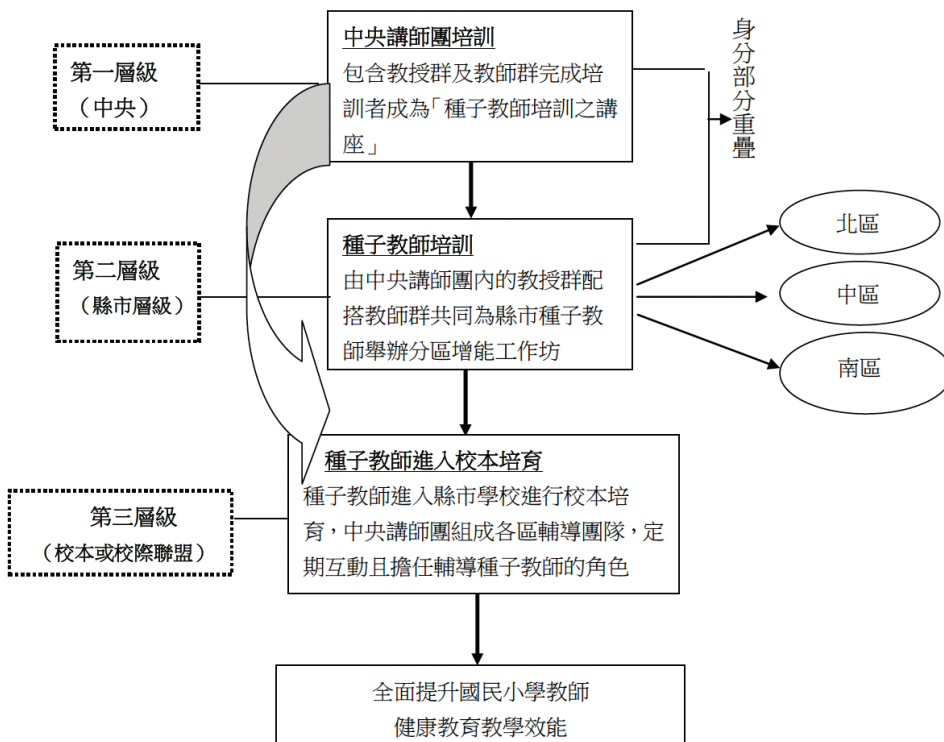 中央講師團培訓
包含教授群及教師群完成培
訓者成為「種子教師培訓之講
座」
身分部分重疊
第一層級
（中央）
種子教師培訓
由中央講師團內的教授群配
搭教師群共同為縣市種子教
師舉辦分區增能工作坊
第二層級
（縣市層級）
北區
中區
南區
種子教師進入校本培育
種子教師進入縣市學校進行校本培
育，中央講師團組成各區輔導團隊，定
期互動且擔任輔導種子教師的角色
第三層級
（校本或校際聯盟）
全面提升國民小學教師
健康教育教學效能